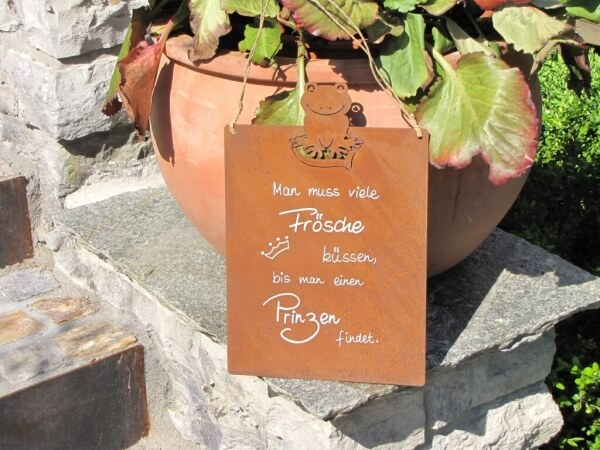 Man muss viele
Frösche
küssen,
bis man einen
Prinzen
findet.